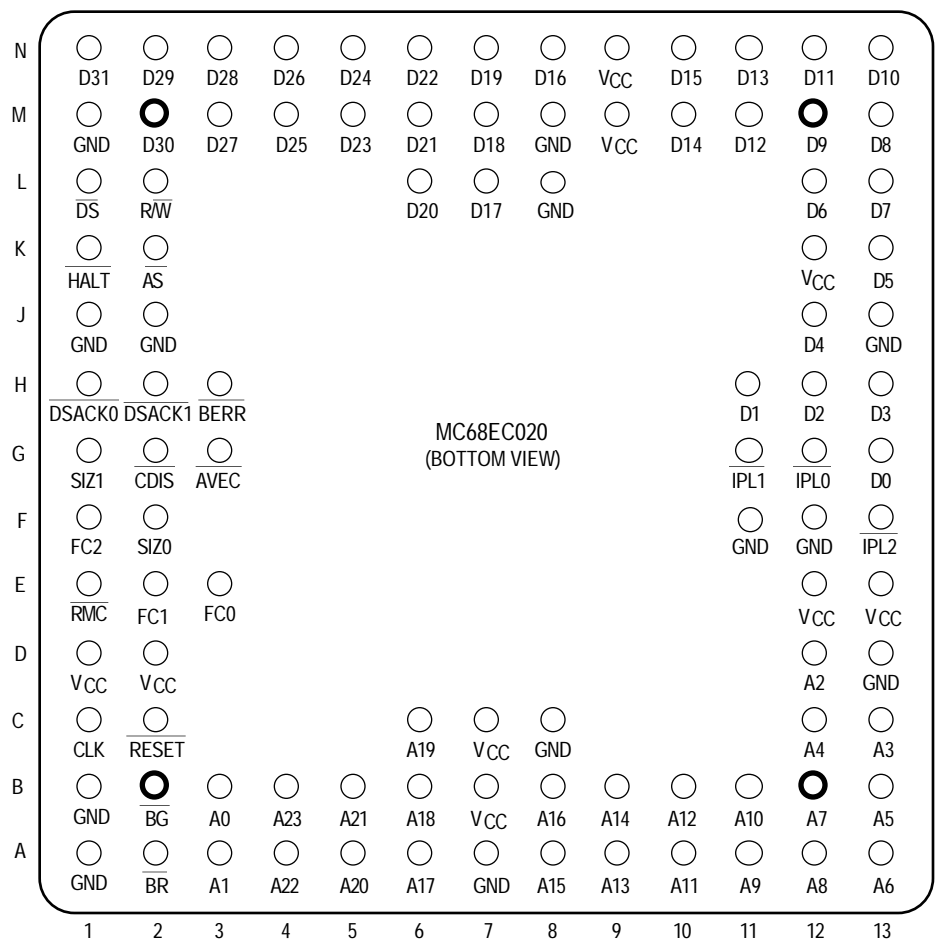 N
D31 D29 D28 D26 D24 D22 D19 D16 VCC D15 D13 D11 D10
M
GND D30 D27 D25 D23 D21 D18 GND VCC D14 D12 D9 D8
L
DS R/W D20 D17 GND D6 D7
K
HALT AS VCC D5
J
GND GND D4 GND
H
DSACK0 DSACK1 BERR D1 D2 D3
MC68EC020
G
(BOTTOM VIEW)
SIZ1 CDIS AVEC IPL1 IPL0 D0
F
FC2 SIZ0 GND GND IPL2
E
RMC FC1 FC0 VCC VCC
D
VCC VCC A2 GND
C
CLK RESET A19 VCC GND A4 A3
B
GND BG A0 A23 A21 A18 VCC A16 A14 A12 A10 A7 A5
A
GND BR A1 A22 A20 A17 GND A15 A13 A11 A9 A8 A6
1 2 3 4 5 6 7 8 9 10 11 12 13